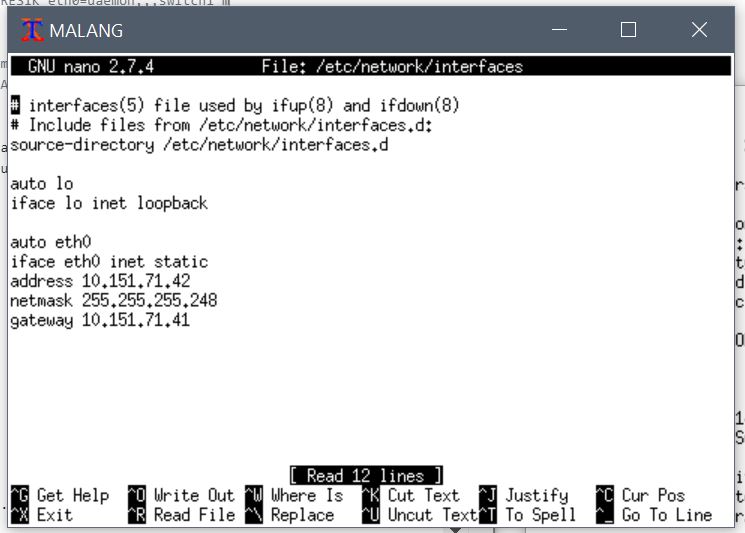 RESIK eth0=daemon,,,switch1 m
MALANG
GNU nano 2.7.4 File: /etc/network/interfaces
# interfaces(5) file used by ifup(8) and ifdown(8)
# Include files from /etc/network/interfaces.d:
source-directory /etc/network/interfaces.d
auto lo
iface lo inet loopback
auto eth0
iface eth0 inet static
address 10.151.71.42
netmask 255.255.255.248
gateway 10.151.71.41
[ Read 12 lines ]
^G Get Help ^O Write Out ^W Where Is ^K Cut Text ^J Justify ^C Cur Pos
^X Exit ^R Read File ^\ Replace ^U Uncut Text ^T To Spell ^_ Go To Line